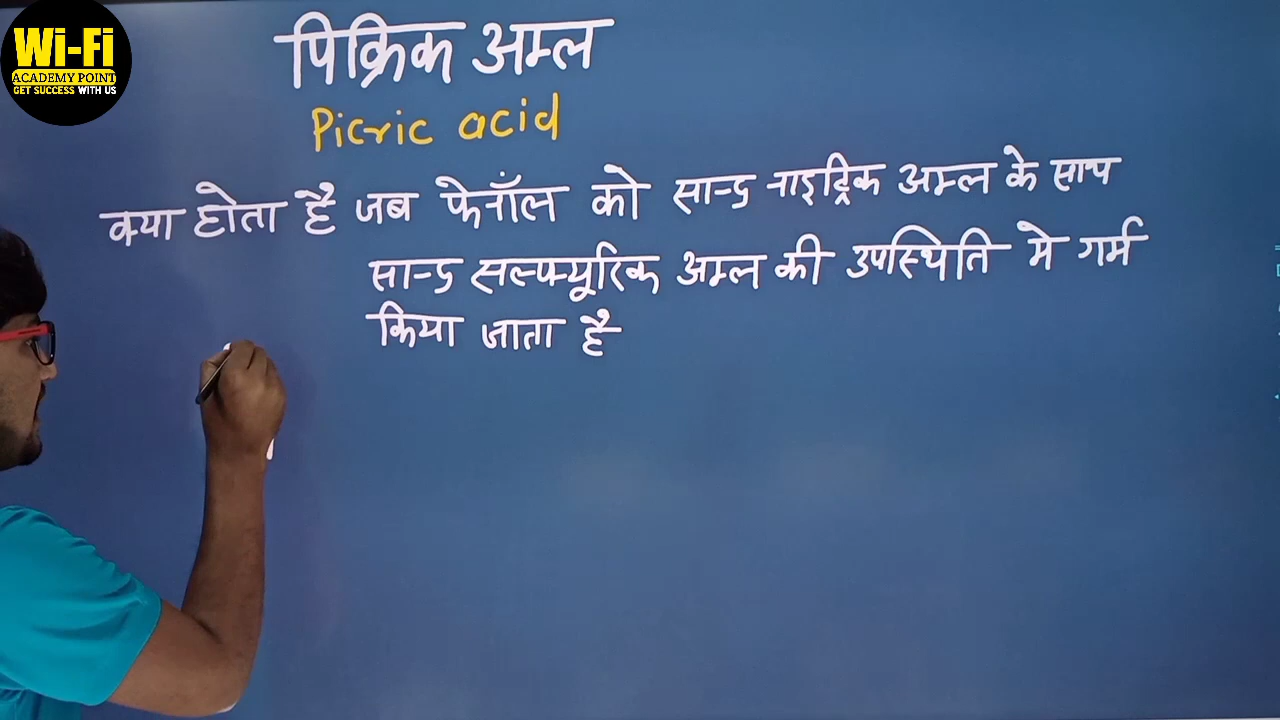 Wi-Fi
ACADEMY POINT
GET SUCCESS WITH US
पिक्रिक अम्ल
Picric acid
क्या होता है जब फेनॉल को सान्द्र नाइट्रिक अम्ल के साथ
सान्द्र सल्फ्यूरिक अम्ल की उपस्थिति मे गर्म
किया जाता है